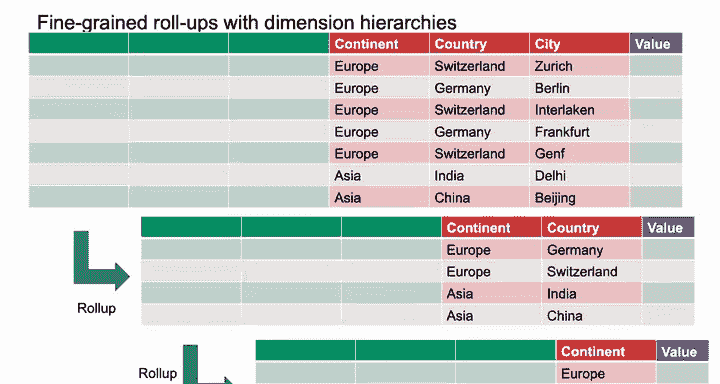 Fine-grained roll-ups with dimension hierarchies
Continent Country City Value
Europe Switzerland Zurich
Europe Germany Berlin
Europe Switzerland Interlaken
Europe Germany Frankfurt
Europe Switzerland Genf
Asia India Delhi
Asia China Beijing
Continent Country Value
Europe Germany
Europe Switzerland
Asia India
Asia China
Rollup
Continent Value
Europe
Rollup